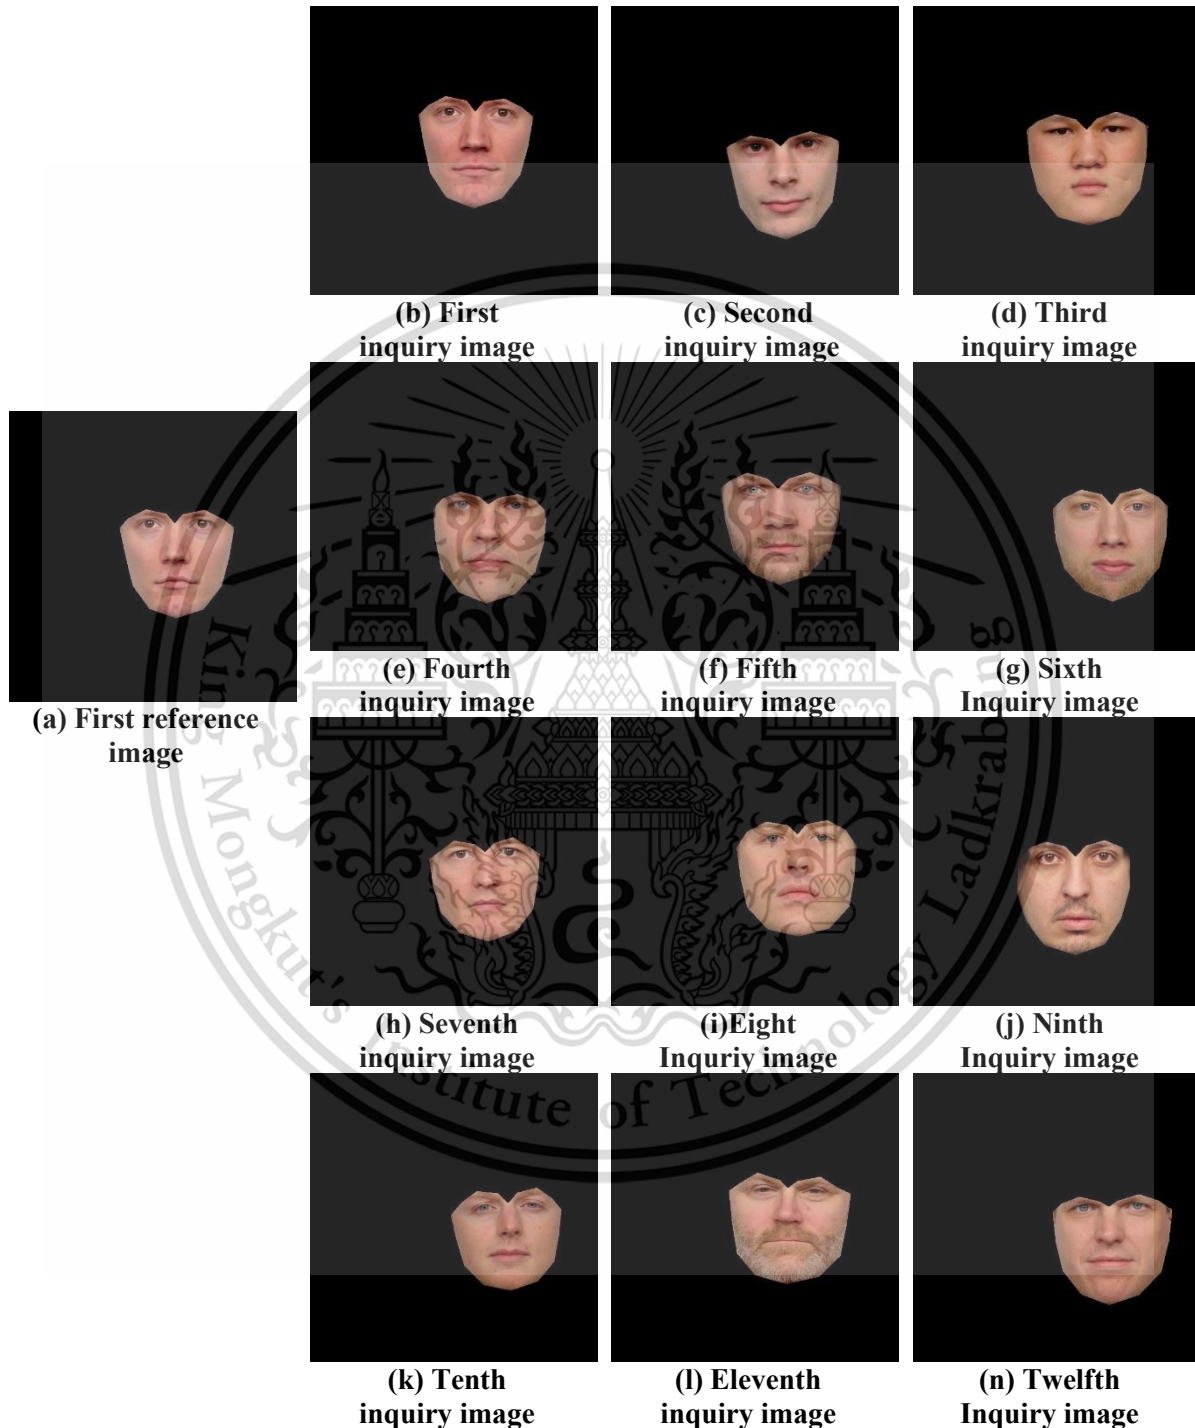 (b) First
inquiry image
(c) Second
inquiry image
(d) Third
inquiry image
(a) First reference
image
(e) Fourth
inquiry image
(f) Fifth
inquiry image
(g) Sixth
Inquiry image
(h) Seventh
inquiry image
(i)Eight
Inquriy image
(j) Ninth
Inquiry image
(k) Tenth
inquiry image
(l) Eleventh
inquiry image
(n) Twelfth
Inquiry image
King Mongkut's Institute of Technology Ladkrabang